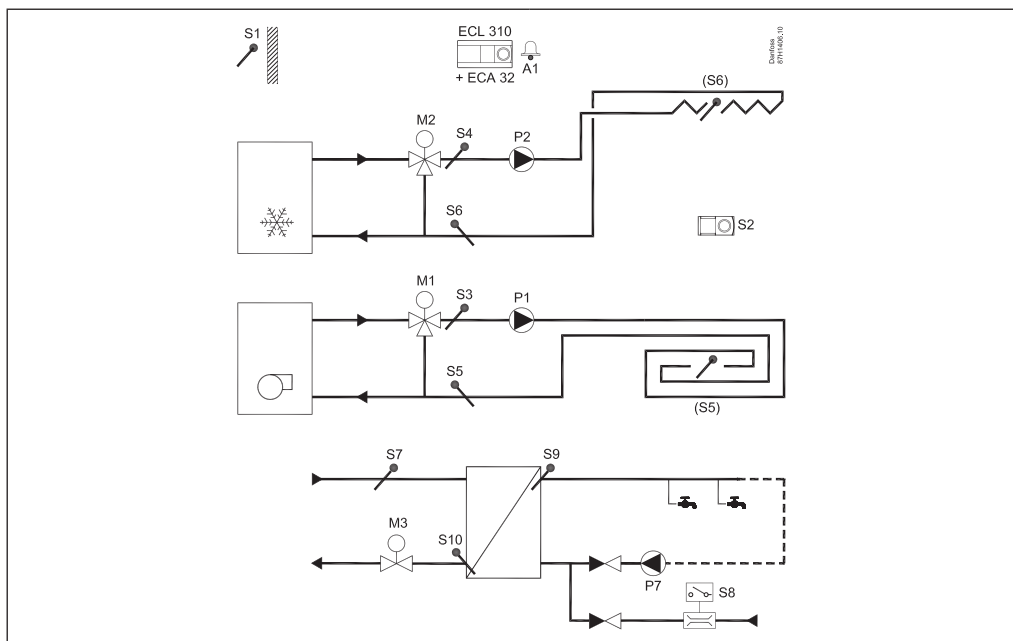 S1
ECL 310
+ ECA 32
A1
Danfoss
87H1406.10
(S6)
M2
S4
P2
S6
S2
M1
S3
P1
S5
(S5)
S7
S9
M3
S10
P7
S8